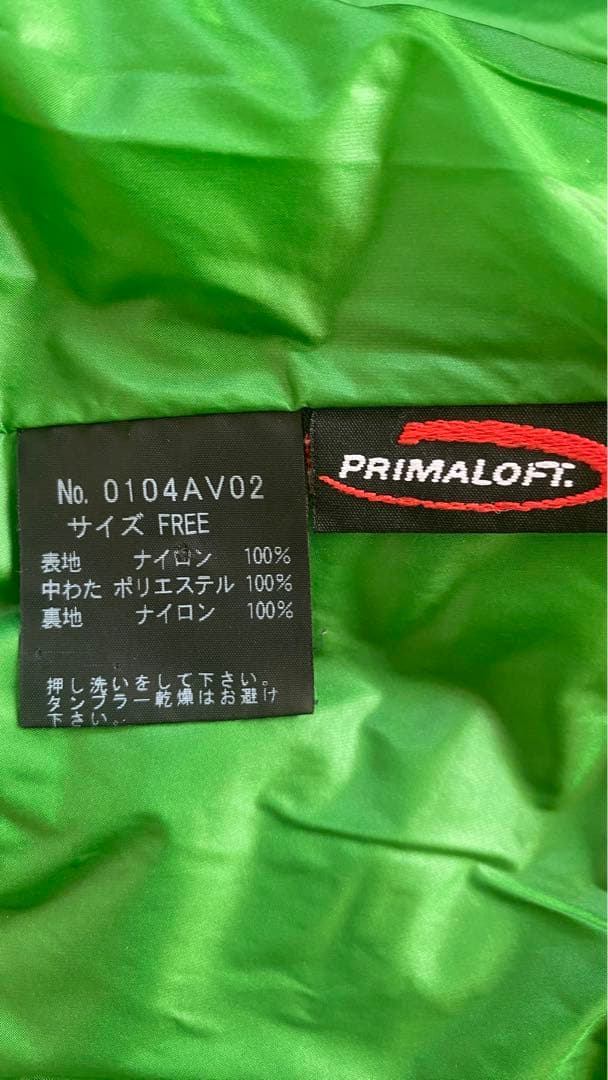 No. 0104AV02
サイズ FREE
表地 ナイロン 100%
中わた ポリエステル 100%
裏地 ナイロン 100%
押し洗いをして下さい。
タンブラー乾燥はお避け
下さい。
PRIMALOFT.